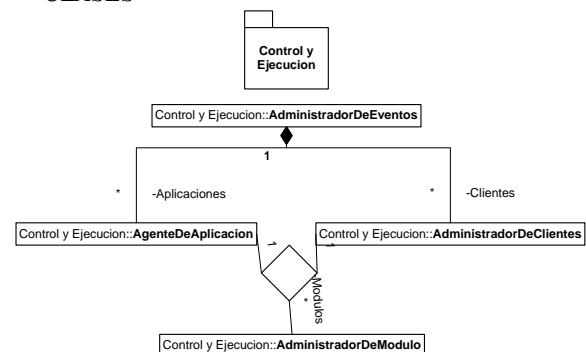 CLASES
Control y
Ejecucion
Control y Ejecucion::AdministradorDeEventos
1
* -Aplicaciones
* -Clientes
Control y Ejecucion::AgenteDeAplicacion
Control y Ejecucion::AdministradorDeClientes
1
1
-Modulos
*
Control y Ejecucion::AdministradorDeModulo